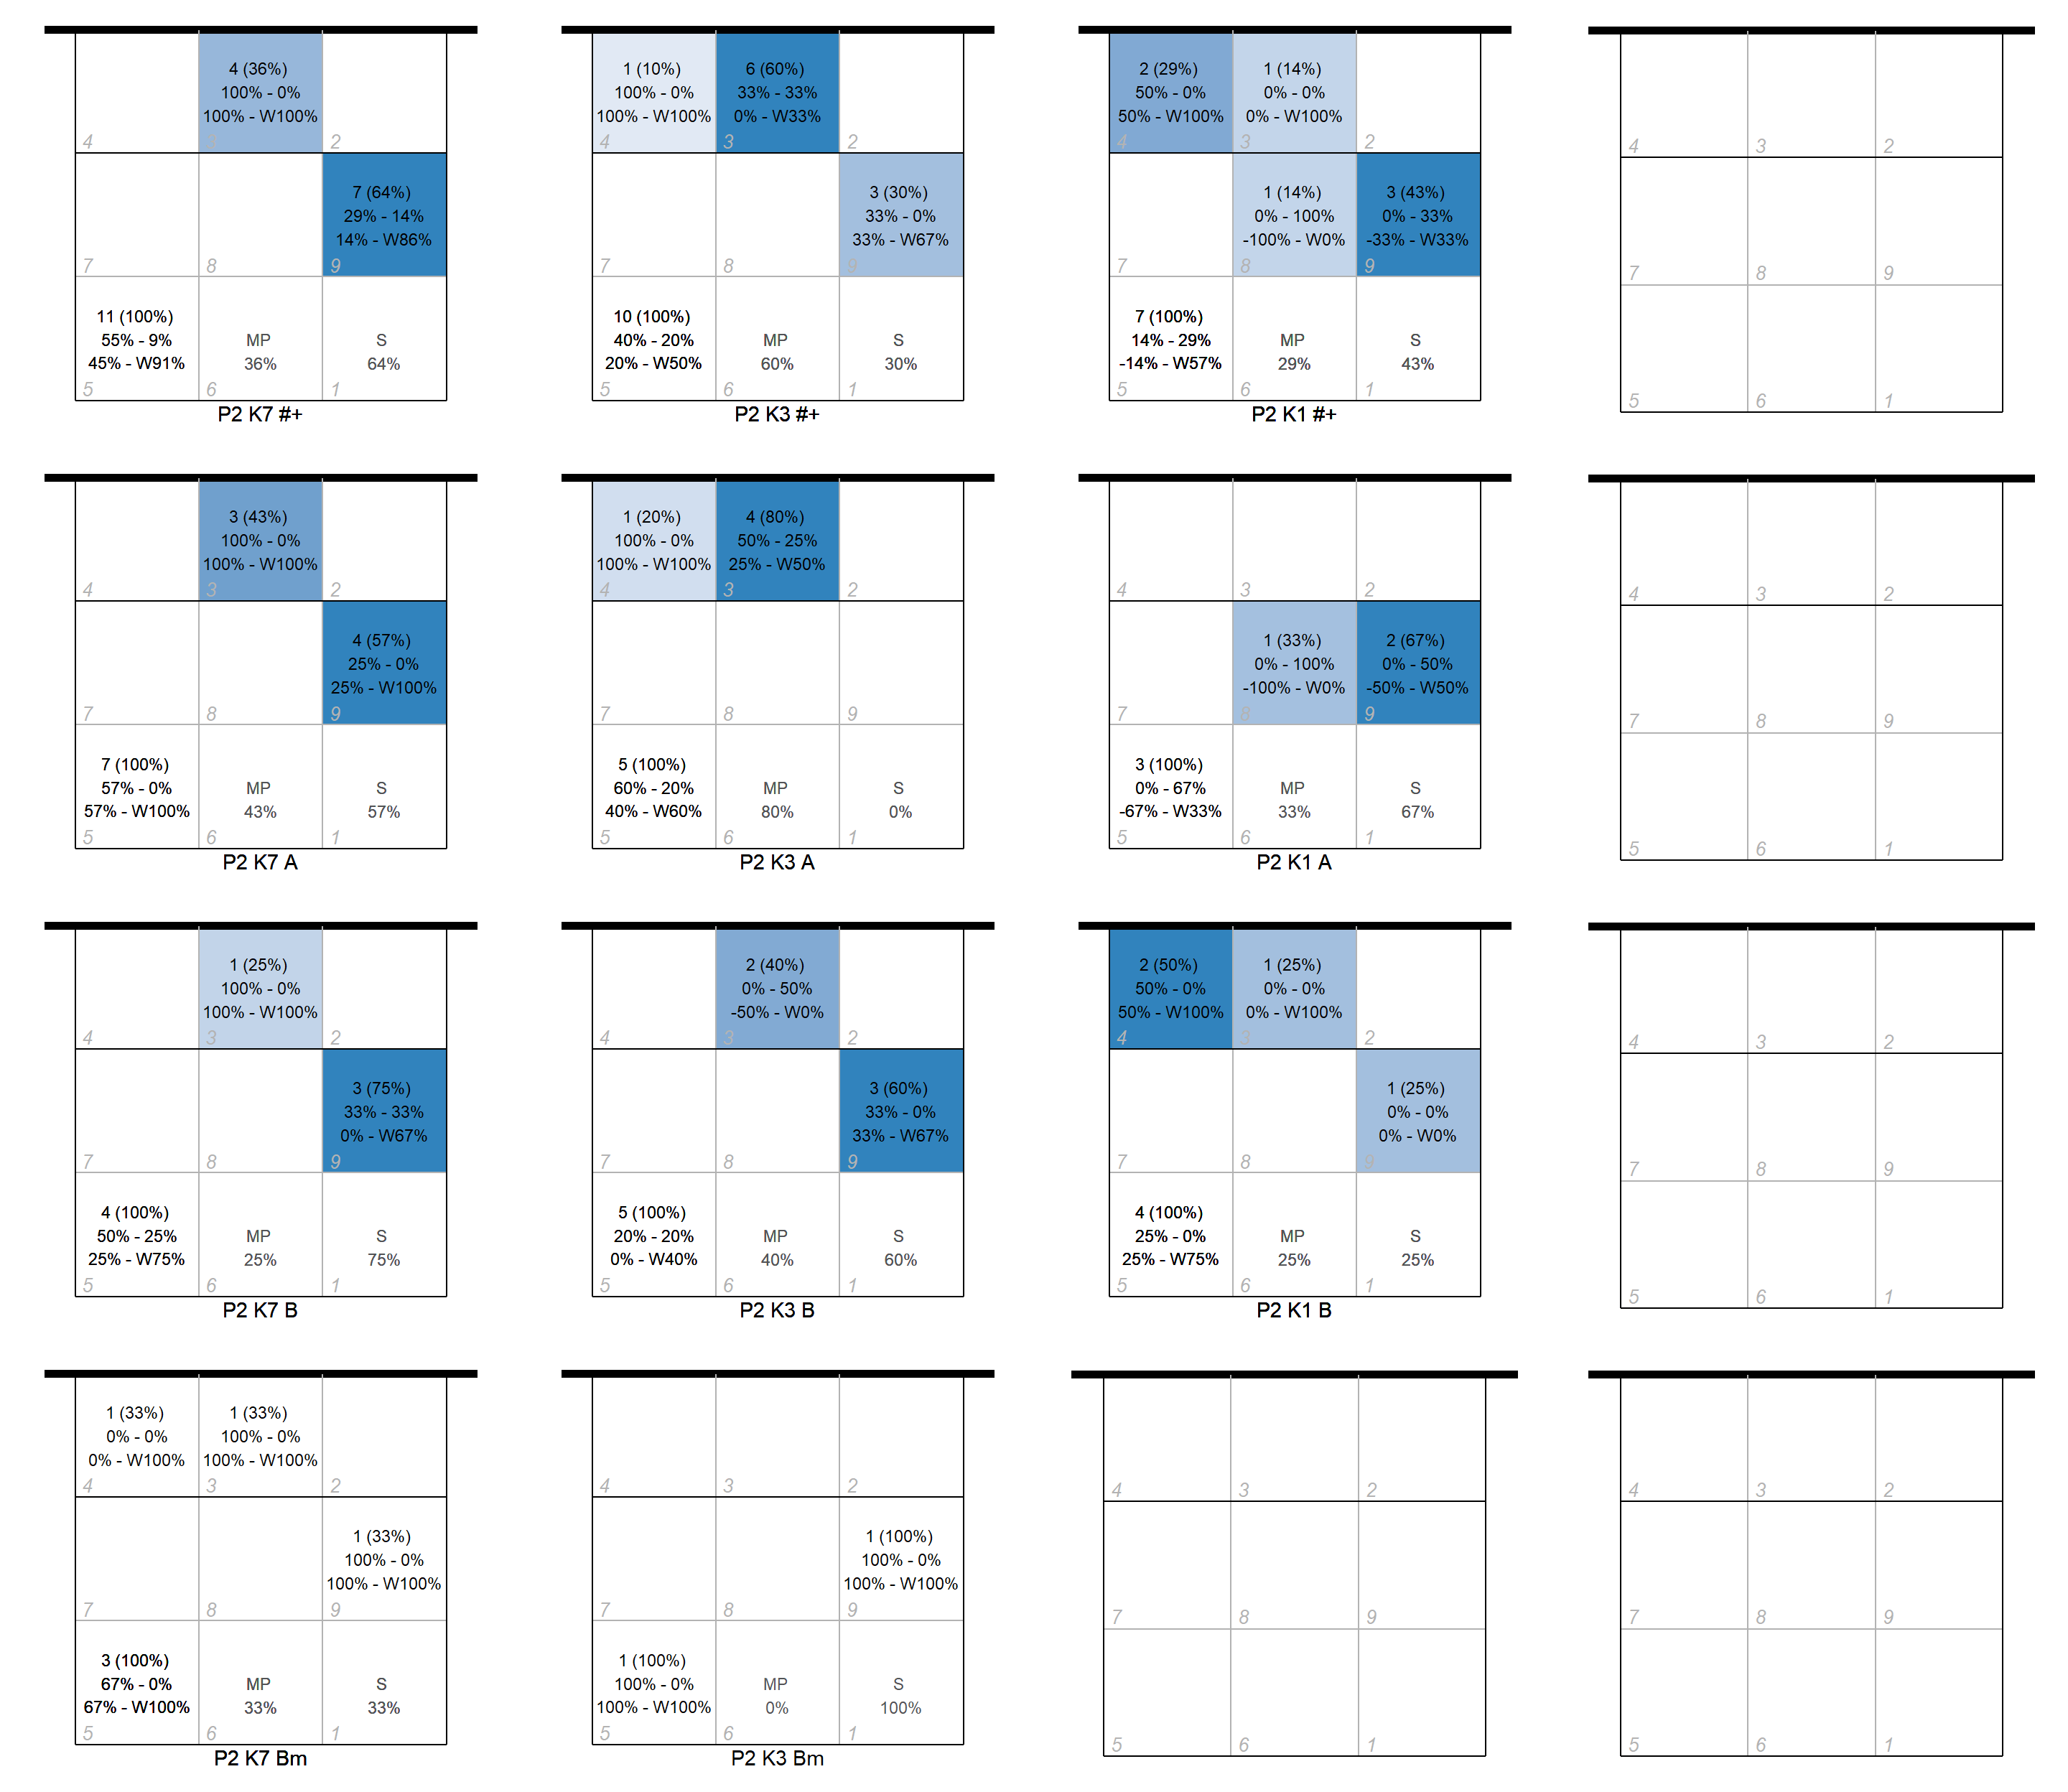 4 (36%)
100% - 0%
100% - W100%
4
3
2
7 (64%)
29% - 14%
14% - W86%
7
8
9
11 (100%)
55% - 9%
45% - W91%
MP
36%
S
64%
5
6
1
P2 K7 #+
1 (10%)
100% - 0%
100% - W100%
6 (60%)
33% - 33%
0% - W33%
4
3
2
3 (30%)
33% - 0%
33% - W67%
7
8
9
10 (100%)
40% - 20%
20% - W50%
MP
60%
S
30%
5
6
1
P2 K3 #+
2 (29%)
50% - 0%
50% - W100%
1 (14%)
0% - 0%
0% - W100%
4
3
2
1 (14%)
0% - 100%
-100% - W0%
3 (43%)
0% - 33%
-33% - W33%
7
8
9
7 (100%)
14% - 29%
-14% - W57%
MP
29%
S
43%
5
6
1
P2 K1 #+
4
3
2
7
8
9
5
6
1
3 (43%)
100% - 0%
100% - W100%
4
3
2
4 (57%)
25% - 0%
25% - W100%
7
8
9
7 (100%)
57% - 0%
57% - W100%
MP
43%
S
57%
5
6
1
P2 K7 A
1 (20%)
100% - 0%
100% - W100%
4 (80%)
50% - 25%
25% - W50%
4
3
2
7
8
9
5 (100%)
60% - 20%
40% - W60%
MP
80%
S
0%
5
6
1
P2 K3 A
4
3
2
1 (33%)
0% - 100%
-100% - W0%
2 (67%)
0% - 50%
-50% - W50%
7
8
9
3 (100%)
0% - 67%
-67% - W33%
MP
33%
S
67%
5
6
1
P2 K1 A
4
3
2
7
8
9
5
6
1
1 (25%)
100% - 0%
100% - W100%
4
3
2
3 (75%)
33% - 33%
0% - W67%
7
8
9
4 (100%)
50% - 25%
25% - W75%
MP
25%
S
75%
5
6
1
P2 K7 B
2 (40%)
0% - 50%
-50% - W0%
4
3
2
3 (60%)
33% - 0%
33% - W67%
7
8
9
5 (100%)
20% - 20%
0% - W40%
MP
40%
S
60%
5
6
1
P2 K3 B
2 (50%)
50% - 0%
50% - W100%
1 (25%)
0% - 0%
0% - W100%
4
3
2
1 (25%)
0% - 0%
0% - W0%
7
8
9
4 (100%)
25% - 0%
25% - W75%
MP
25%
S
25%
5
6
1
P2 K1 B
4
3
2
7
8
9
5
6
1
1 (33%)
0% - 0%
0% - W100%
1 (33%)
100% - 0%
100% - W100%
4
3
2
1 (33%)
100% - 0%
100% - W100%
7
8
9
3 (100%)
67% - 0%
67% - W100%
MP
33%
S
33%
5
6
1
P2 K7 Bm
4
3
2
1 (100%)
100% - 0%
100% - W100%
7
8
9
1 (100%)
100% - 0%
100% - W100%
MP
0%
S
100%
5
6
1
P2 K3 Bm
4
3
2
7
8
9
5
6
1
4
3
2
7
8
9
5
6
1